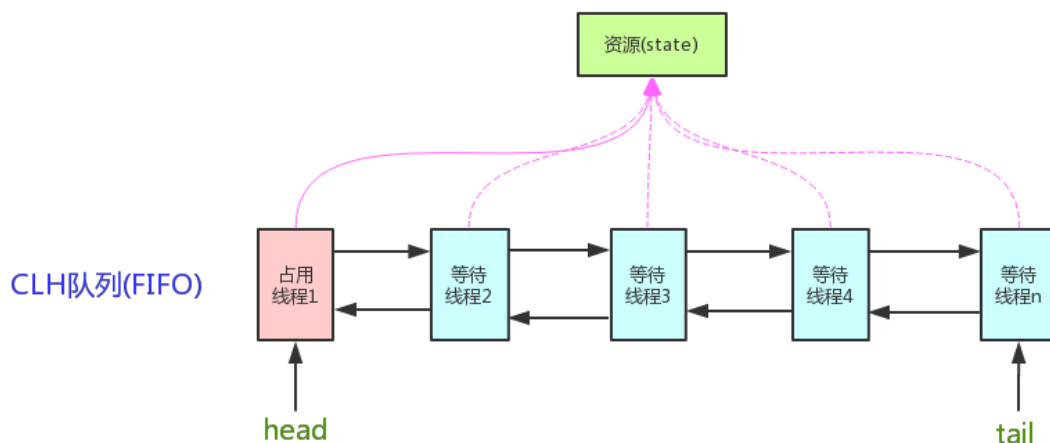 资源(state)
CLH队列(FIFO)
占用
线程1
等待
线程2
等待
线程3
等待
线程4
等待
线程n
head
tail